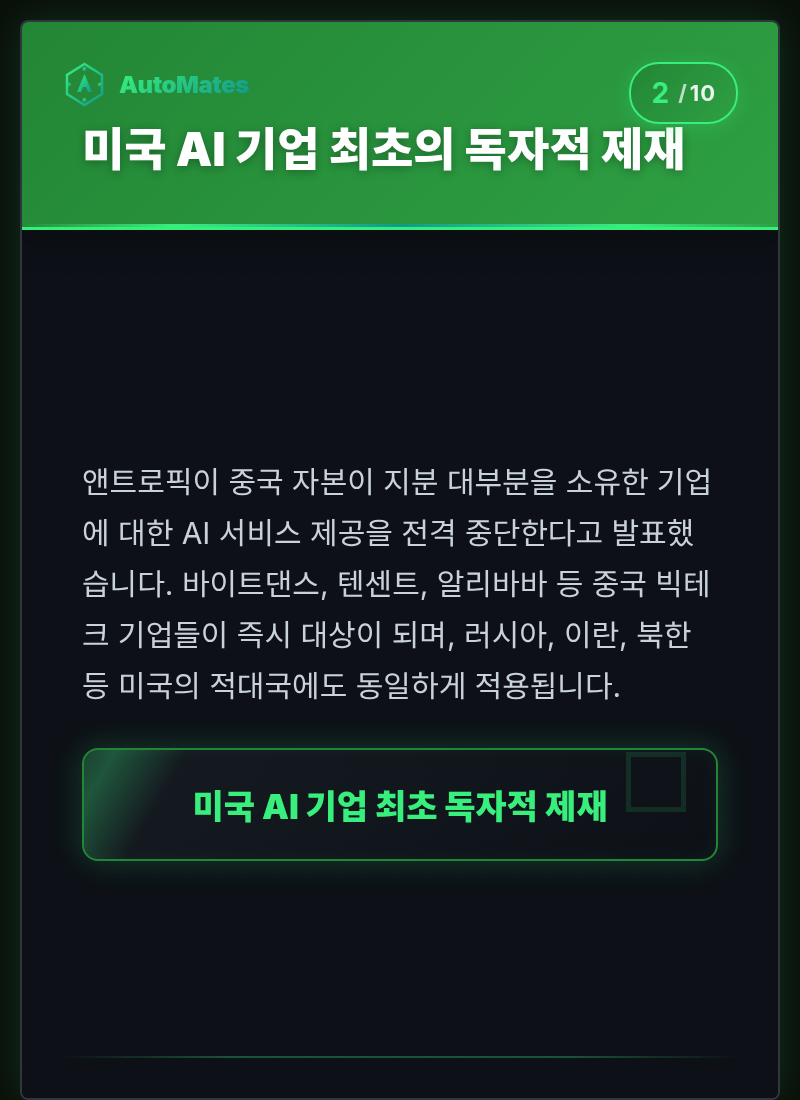 AutoMates
2 /10
미국 AI 기업 최초의 독자적 제재
앤트로픽이 중국 자본이 지분 대부분을 소유한 기업
에 대한 AI 서비스 제공을 전격 중단한다고 발표했
습니다. 바이트댄스, 텐센트, 알리바바 등 중국 빅테
크 기업들이 즉시 대상이 되며, 러시아, 이란, 북한
등 미국의 적대국에도 동일하게 적용됩니다.
미국 AI 기업 최초 독자적 제재